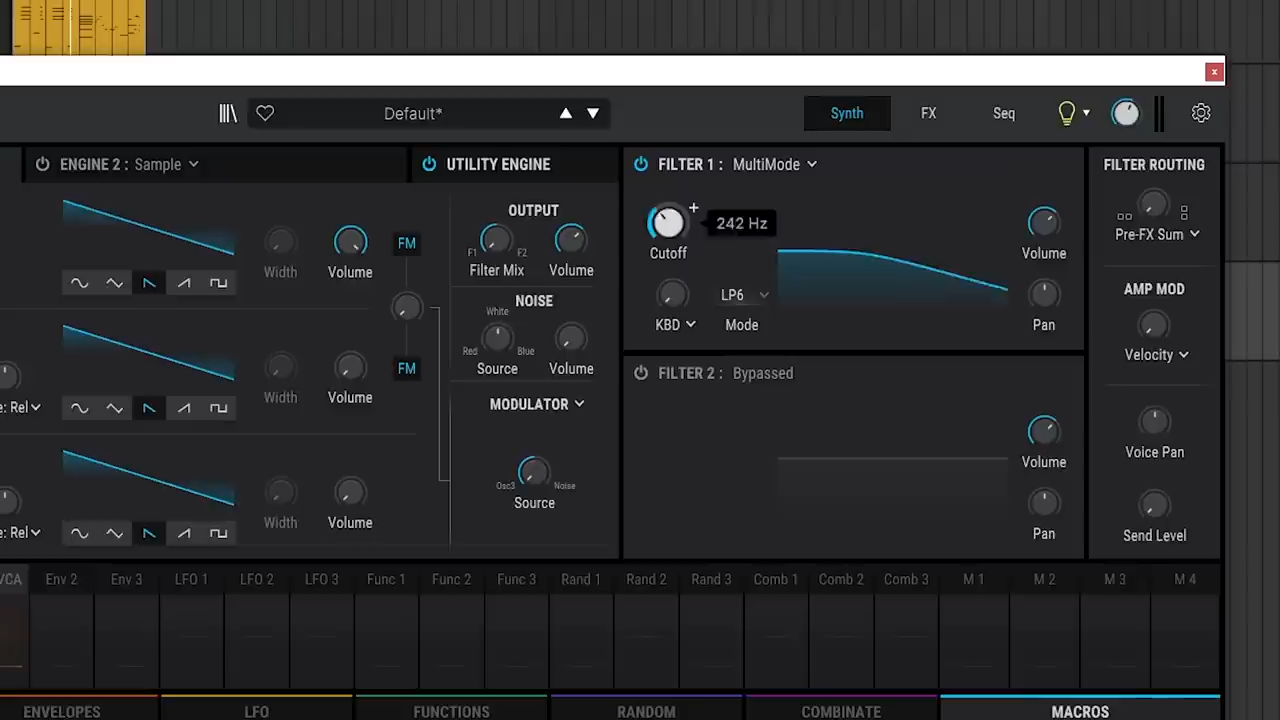 Default*
Synth
FX
Seq
ENGINE 2 : Sample
UTILITY ENGINE
FILTER 1 : MultiMode
FILTER ROUTING
OUTPUT
F1 F2
Filter Mix
Volume
Width
Volume
FM
242 Hz
Cutoff
Volume
Pre-FX Sum
NOISE
White
Red Blue
Source
Volume
LP6
KBD
Mode
Pan
AMP MOD
Velocity
: Rel
Width
Volume
FM
FILTER 2 : Bypassed
MODULATOR
Osc3 Noise
Source
Volume
Voice Pan
: Rel
Width
Volume
Pan
Send Level
VCA
Env 2
Env 3
LFO 1
LFO 2
LFO 3
Func 1
Func 2
Func 3
Rand 1
Rand 2
Rand 3
Comb 1
Comb 2
Comb 3
M 1
M 2
M 3
M 4
ENVELOPES
LFO
FUNCTIONS
RANDOM
COMBINATE
MACROS